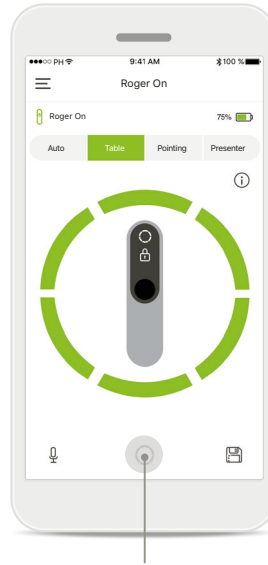 PH 9:41 AM 100 %
Roger On
Roger On 75%
Auto Table Pointing Presenter